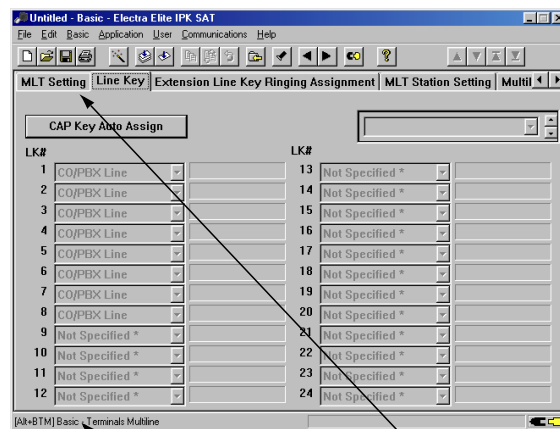 Untitled - Basic - Electra Elite IPK SAT
File Edit Basic Application User Communications Help
MLT Setting Line Key Extension Line Key Ringing Assignment MLT Station Setting Multil
CAP Key Auto Assign
LK#
1 CO/PBX Line
2 CO/PBX Line
3 CO/PBX Line
4 CO/PBX Line
5 CO/PBX Line
6 CO/PBX Line
7 CO/PBX Line
8 CO/PBX Line
9 Not Specified *
10 Not Specified *
11 Not Specified *
12 Not Specified *
LK#
13 Not Specified *
14 Not Specified *
15 Not Specified *
16 Not Specified *
17 Not Specified *
18 Not Specified *
19 Not Specified *
20 Not Specified *
21 Not Specified *
22 Not Specified *
23 Not Specified *
24 Not Specified *
[Alt+BTM] Basic - Terminals Multiline